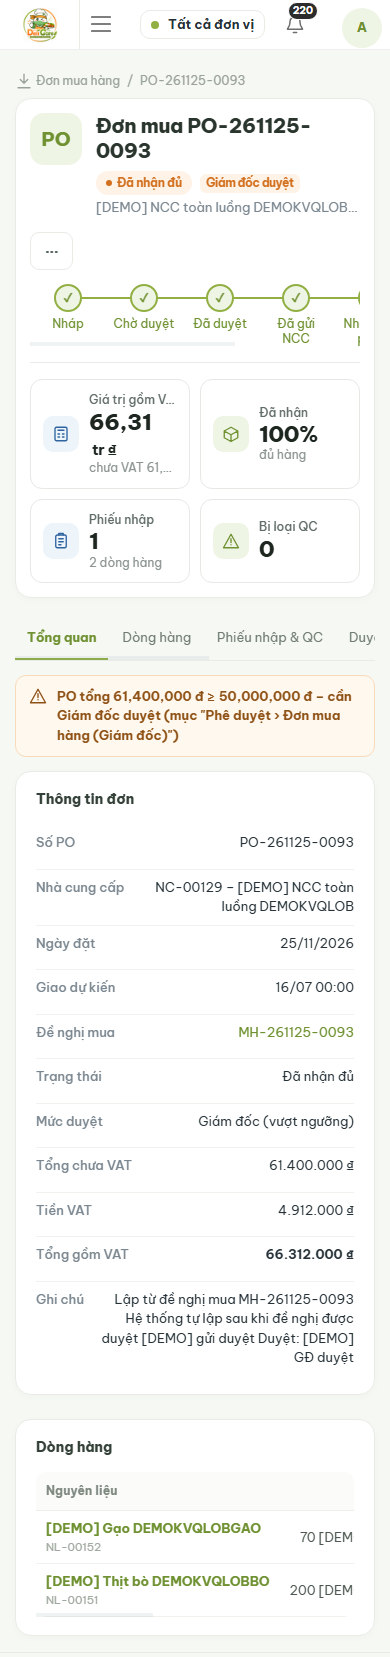 Tất cả đơn vị
220
A
Đơn mua hàng / PO-261125-0093
PO
Đơn mua PO-261125-
0093
Đã nhận đủ
Giám đốc duyệt
[DEMO] NCC toàn luồng DEMOKVQLOB...
...
Nháp
Chờ duyệt
Đã duyệt
Đã gửi
NCC
Nh
Giá trị gồm V...
66,31
tr đ
chưa VAT 61,...
Đã nhận
100%
đủ hàng
Phiếu nhập
1
2 dòng hàng
Bị loại QC
0
Tổng quan
Dòng hàng
Phiếu nhập & QC
Duy
PO tổng 61,400,000 đ ≥ 50,000,000 đ – cần
Giám đốc duyệt (mục "Phê duyệt › Đơn mua
hàng (Giám đốc)")
Thông tin đơn
Số PO
PO-261125-0093
Nhà cung cấp
NC-00129 – [DEMO] NCC toàn
luồng DEMOKVQLOB
Ngày đặt
25/11/2026
Giao dự kiến
16/07 00:00
Đề nghị mua
MH-261125-0093
Trạng thái
Đã nhận đủ
Mức duyệt
Giám đốc (vượt ngưỡng)
Tổng chưa VAT
61.400.000 đ
Tiền VAT
4.912.000 đ
Tổng gồm VAT
66.312.000 đ
Ghi chú
Lập từ đề nghị mua MH-261125-0093
Hệ thống tự lập sau khi đề nghị được
duyệt [DEMO] gửi duyệt Duyệt: [DEMO]
GĐ duyệt
Dòng hàng
Nguyên liệu
[DEMO] Gạo DEMOKVQLOBGAO
NL-00152
70 [DEM
[DEMO] Thịt bò DEMOKVQLOBBO
NL-00151
200 [DEM